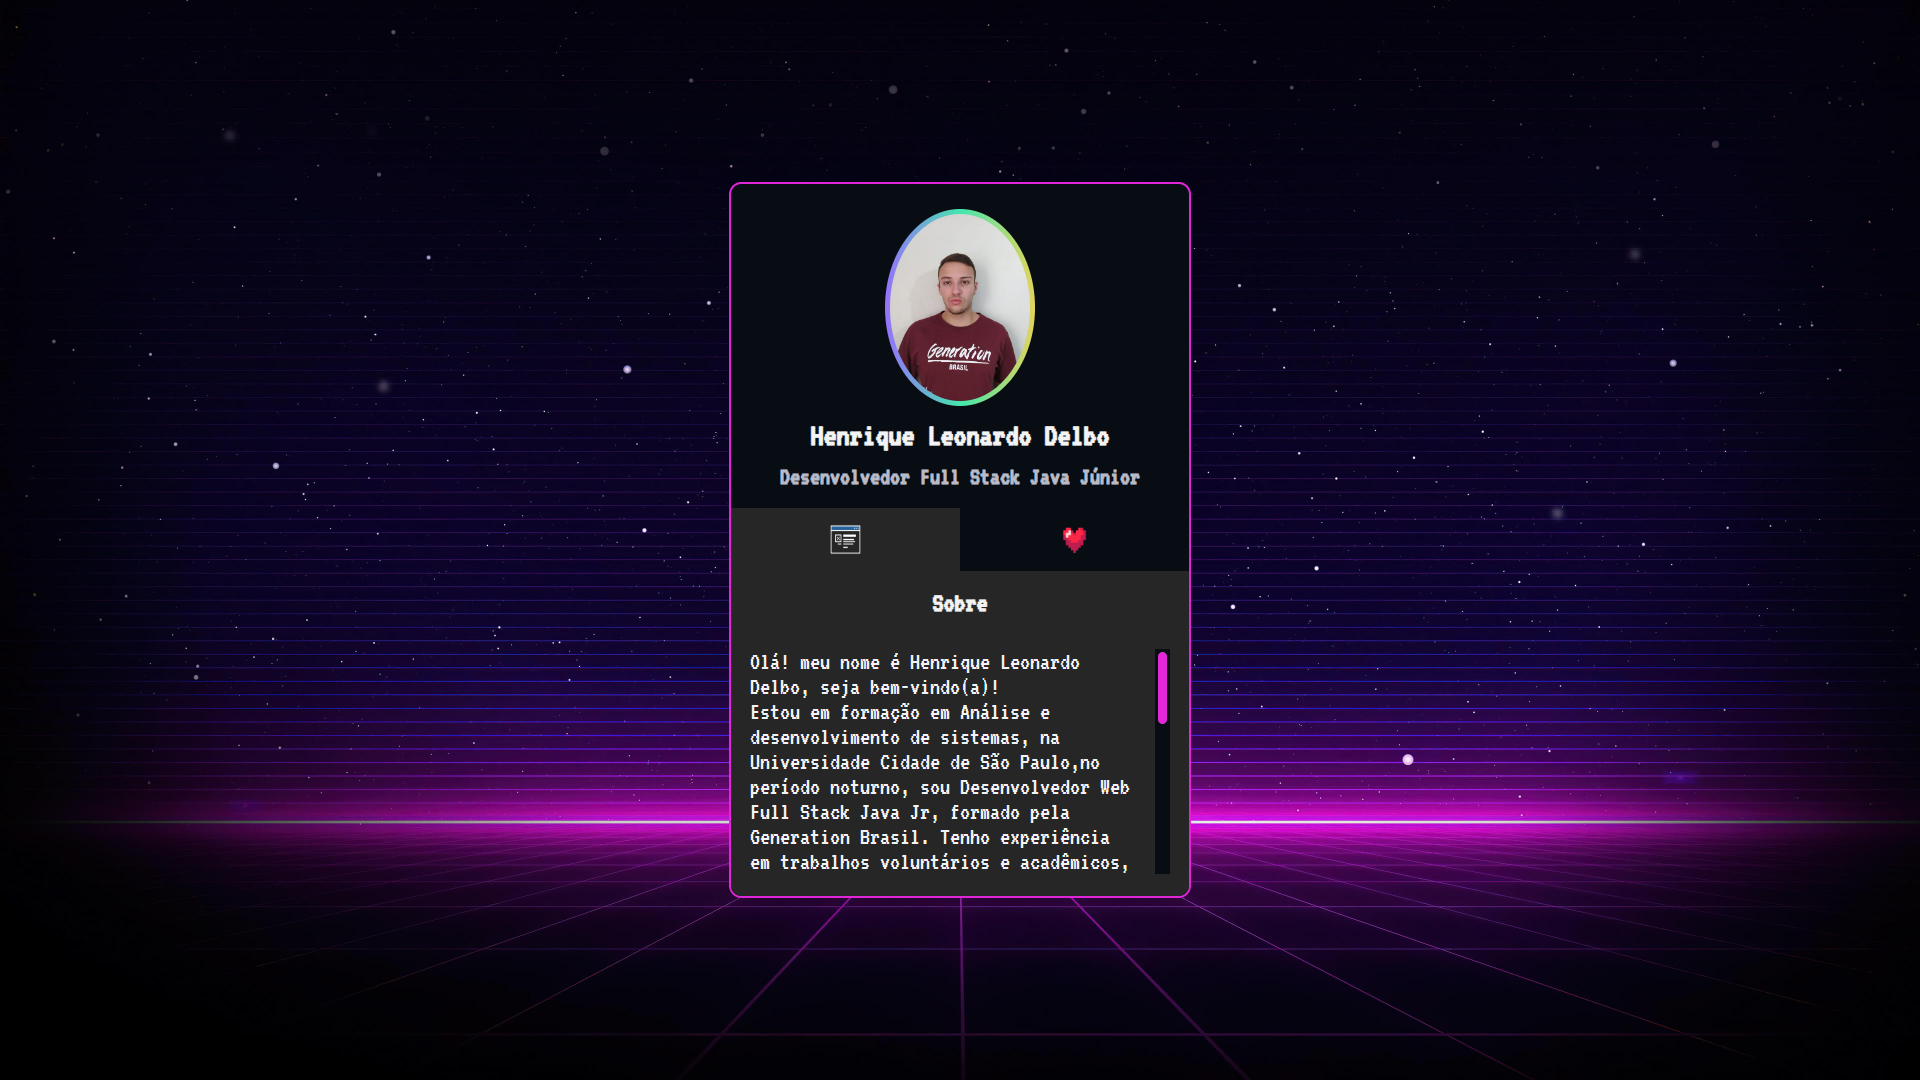 Generation
BRASIL
Henrique Leonardo Delbo
Desenvolvedor Full Stack Java Júnior
Sobre
Olá! meu nome é Henrique Leonardo
Delbo, seja bem-vindo(a)!
Estou em formação em Análise e
desenvolvimento de sistemas, na
Universidade Cidade de São Paulo,no
período noturno, sou Desenvolvedor Web
Full Stack Java Jr, formado pela
Generation Brasil. Tenho experiência
em trabalhos voluntários e acadêmicos,